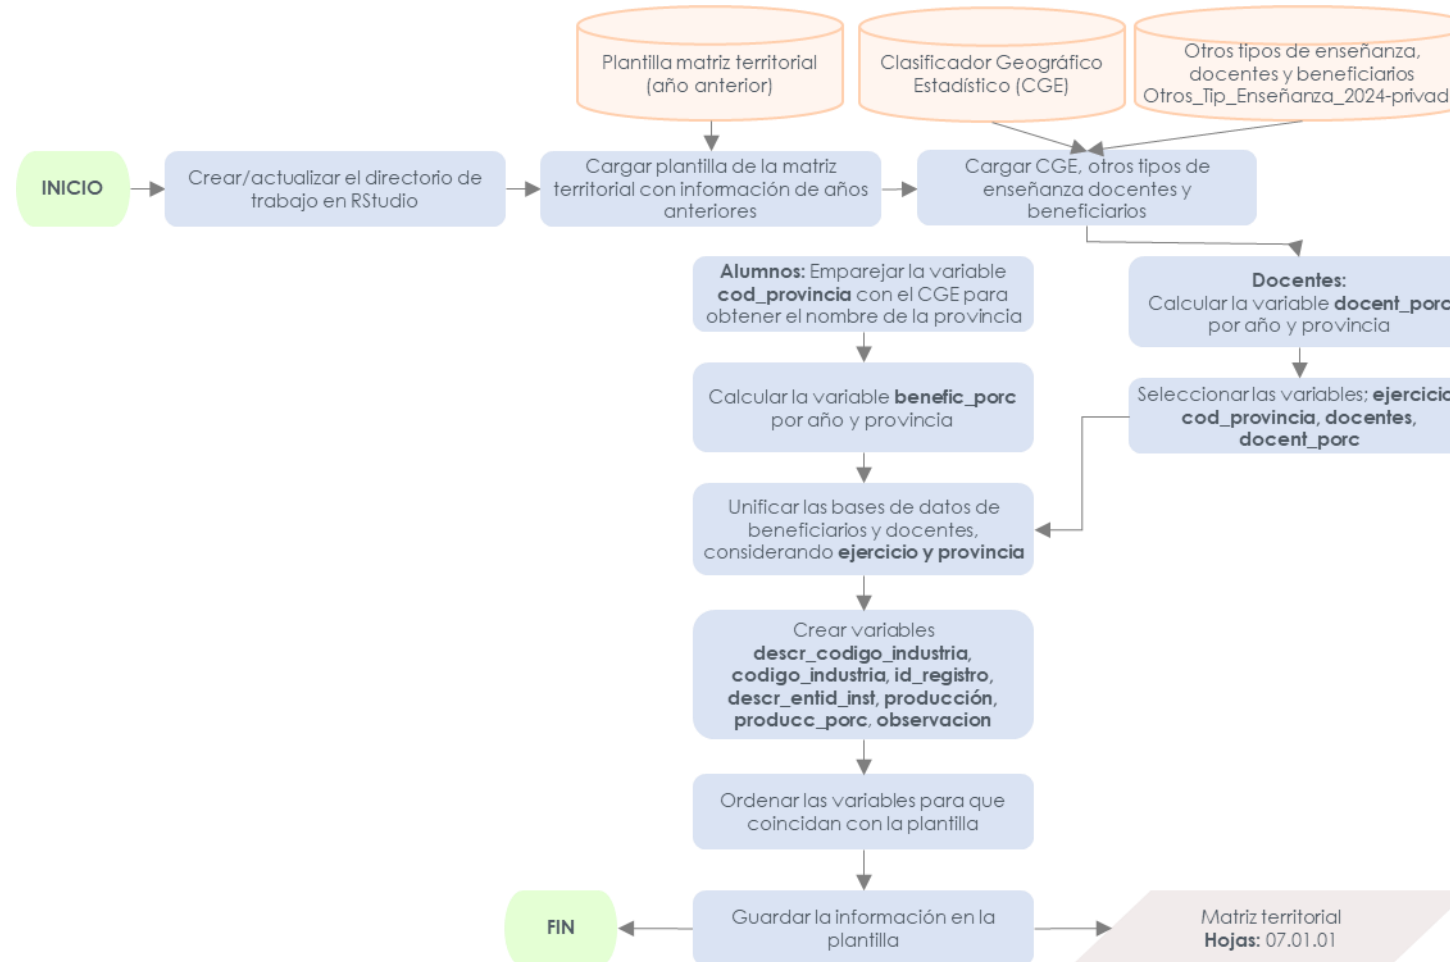 Plantilla matriz territorial
(año anterior)
Clasificador Geográfico
Estadístico (CGE)
Otros tipos de enseñanza,
docentes y beneficiarios
Otros_Tip_Enseñanza_2024-privad
INICIO
Crear/actualizar el directorio de
trabajo en RStudio
Cargar plantilla de la matriz
territorial con información de años
anteriores
Cargar CGE, otros tipos de
enseñanza docentes y
beneficiarios
Alumnos: Emparejar la variable
cod_provincia con el CGE para
obtener el nombre de la provincia
Docentes:
Calcular la variable docent_porc
por año y provincia
Calcular la variable benefic_porc
por año y provincia
Seleccionar las variables; ejercicio
cod_provincia, docentes,
docent_porc
Unificar las bases de datos de
beneficiarios y docentes,
considerando ejercicio y provincia
Crear variables
descr_codigo_industria,
codigo_industria, id_registro,
descr_entid_inst, producción,
producc_porc, observacion
Ordenar las variables para que
coincidan con la plantilla
FIN
Guardar la información en la
plantilla
Matriz territorial
Hojas: 07.01.01